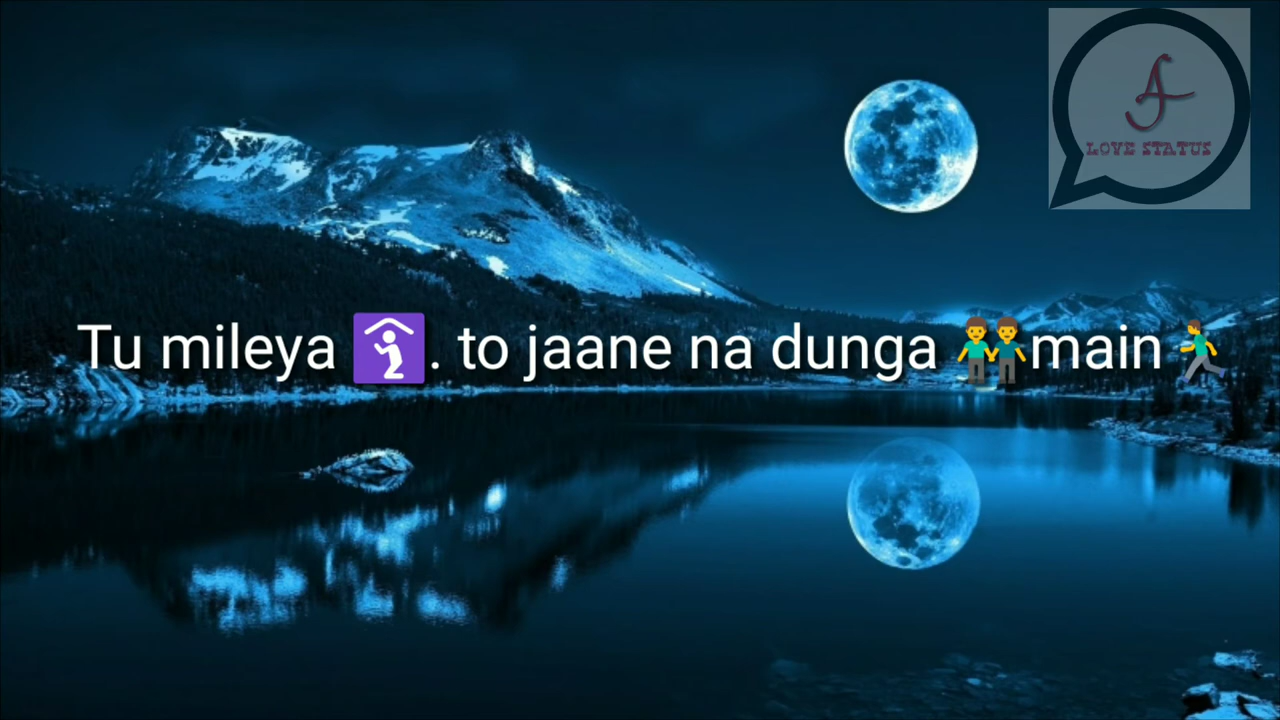 LOVE STATUS
Tu mileya 🛐. to jaane na dunga 👬main🏃‍♂️